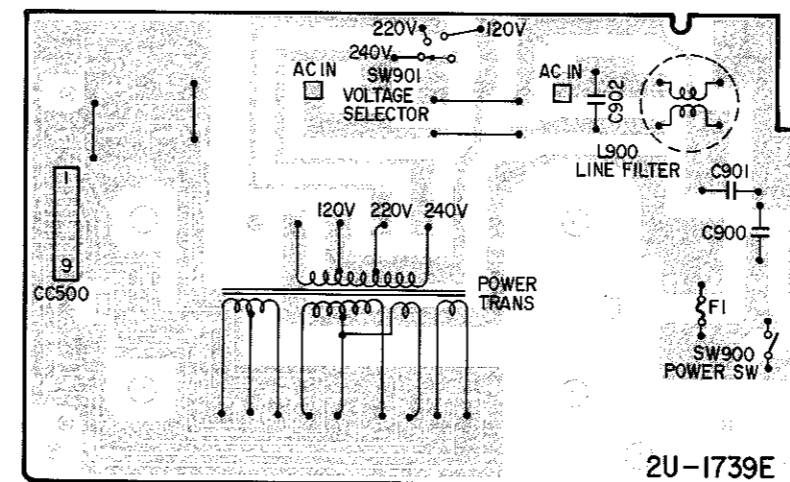 220V
120V
240V
AC IN
SW901
VOLTAGE
SELECTOR
AC IN
C902
L900
LINE FILTER
C901
C900
1
9
CC500
120V 220V 240V
POWER
TRANS
F1
SW900
POWER SW
2U-1739E